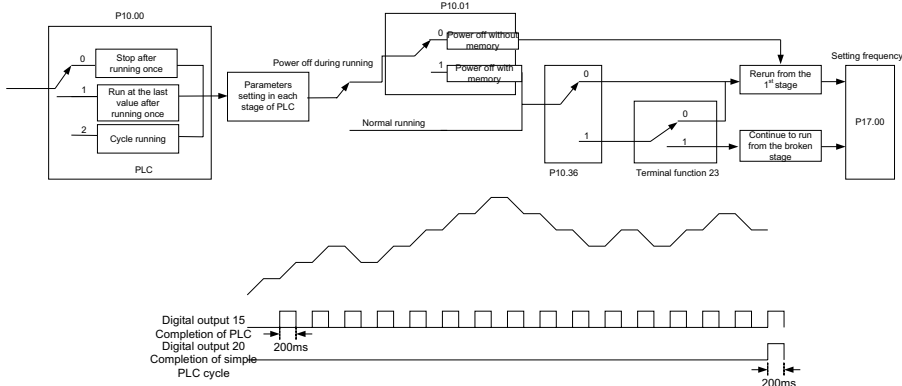 P10.00
0
Stop after
running once
1
Run at the last
value after
running once
2
Cycle running
PLC
Parameters
setting in each
stage of PLC
Power off during running
Normal running
P10.01
0
Power off without
memory
1
Power off with
memory
0
1
P10.36
0
1
Terminal function 23
Rerun from the
1st stage
Continue to run
from the broken
stage
Setting frequency
P17.00
Digital output 15
Completion of PLC
200ms
Digital output 20
Completion of simple
PLC cycle
200ms